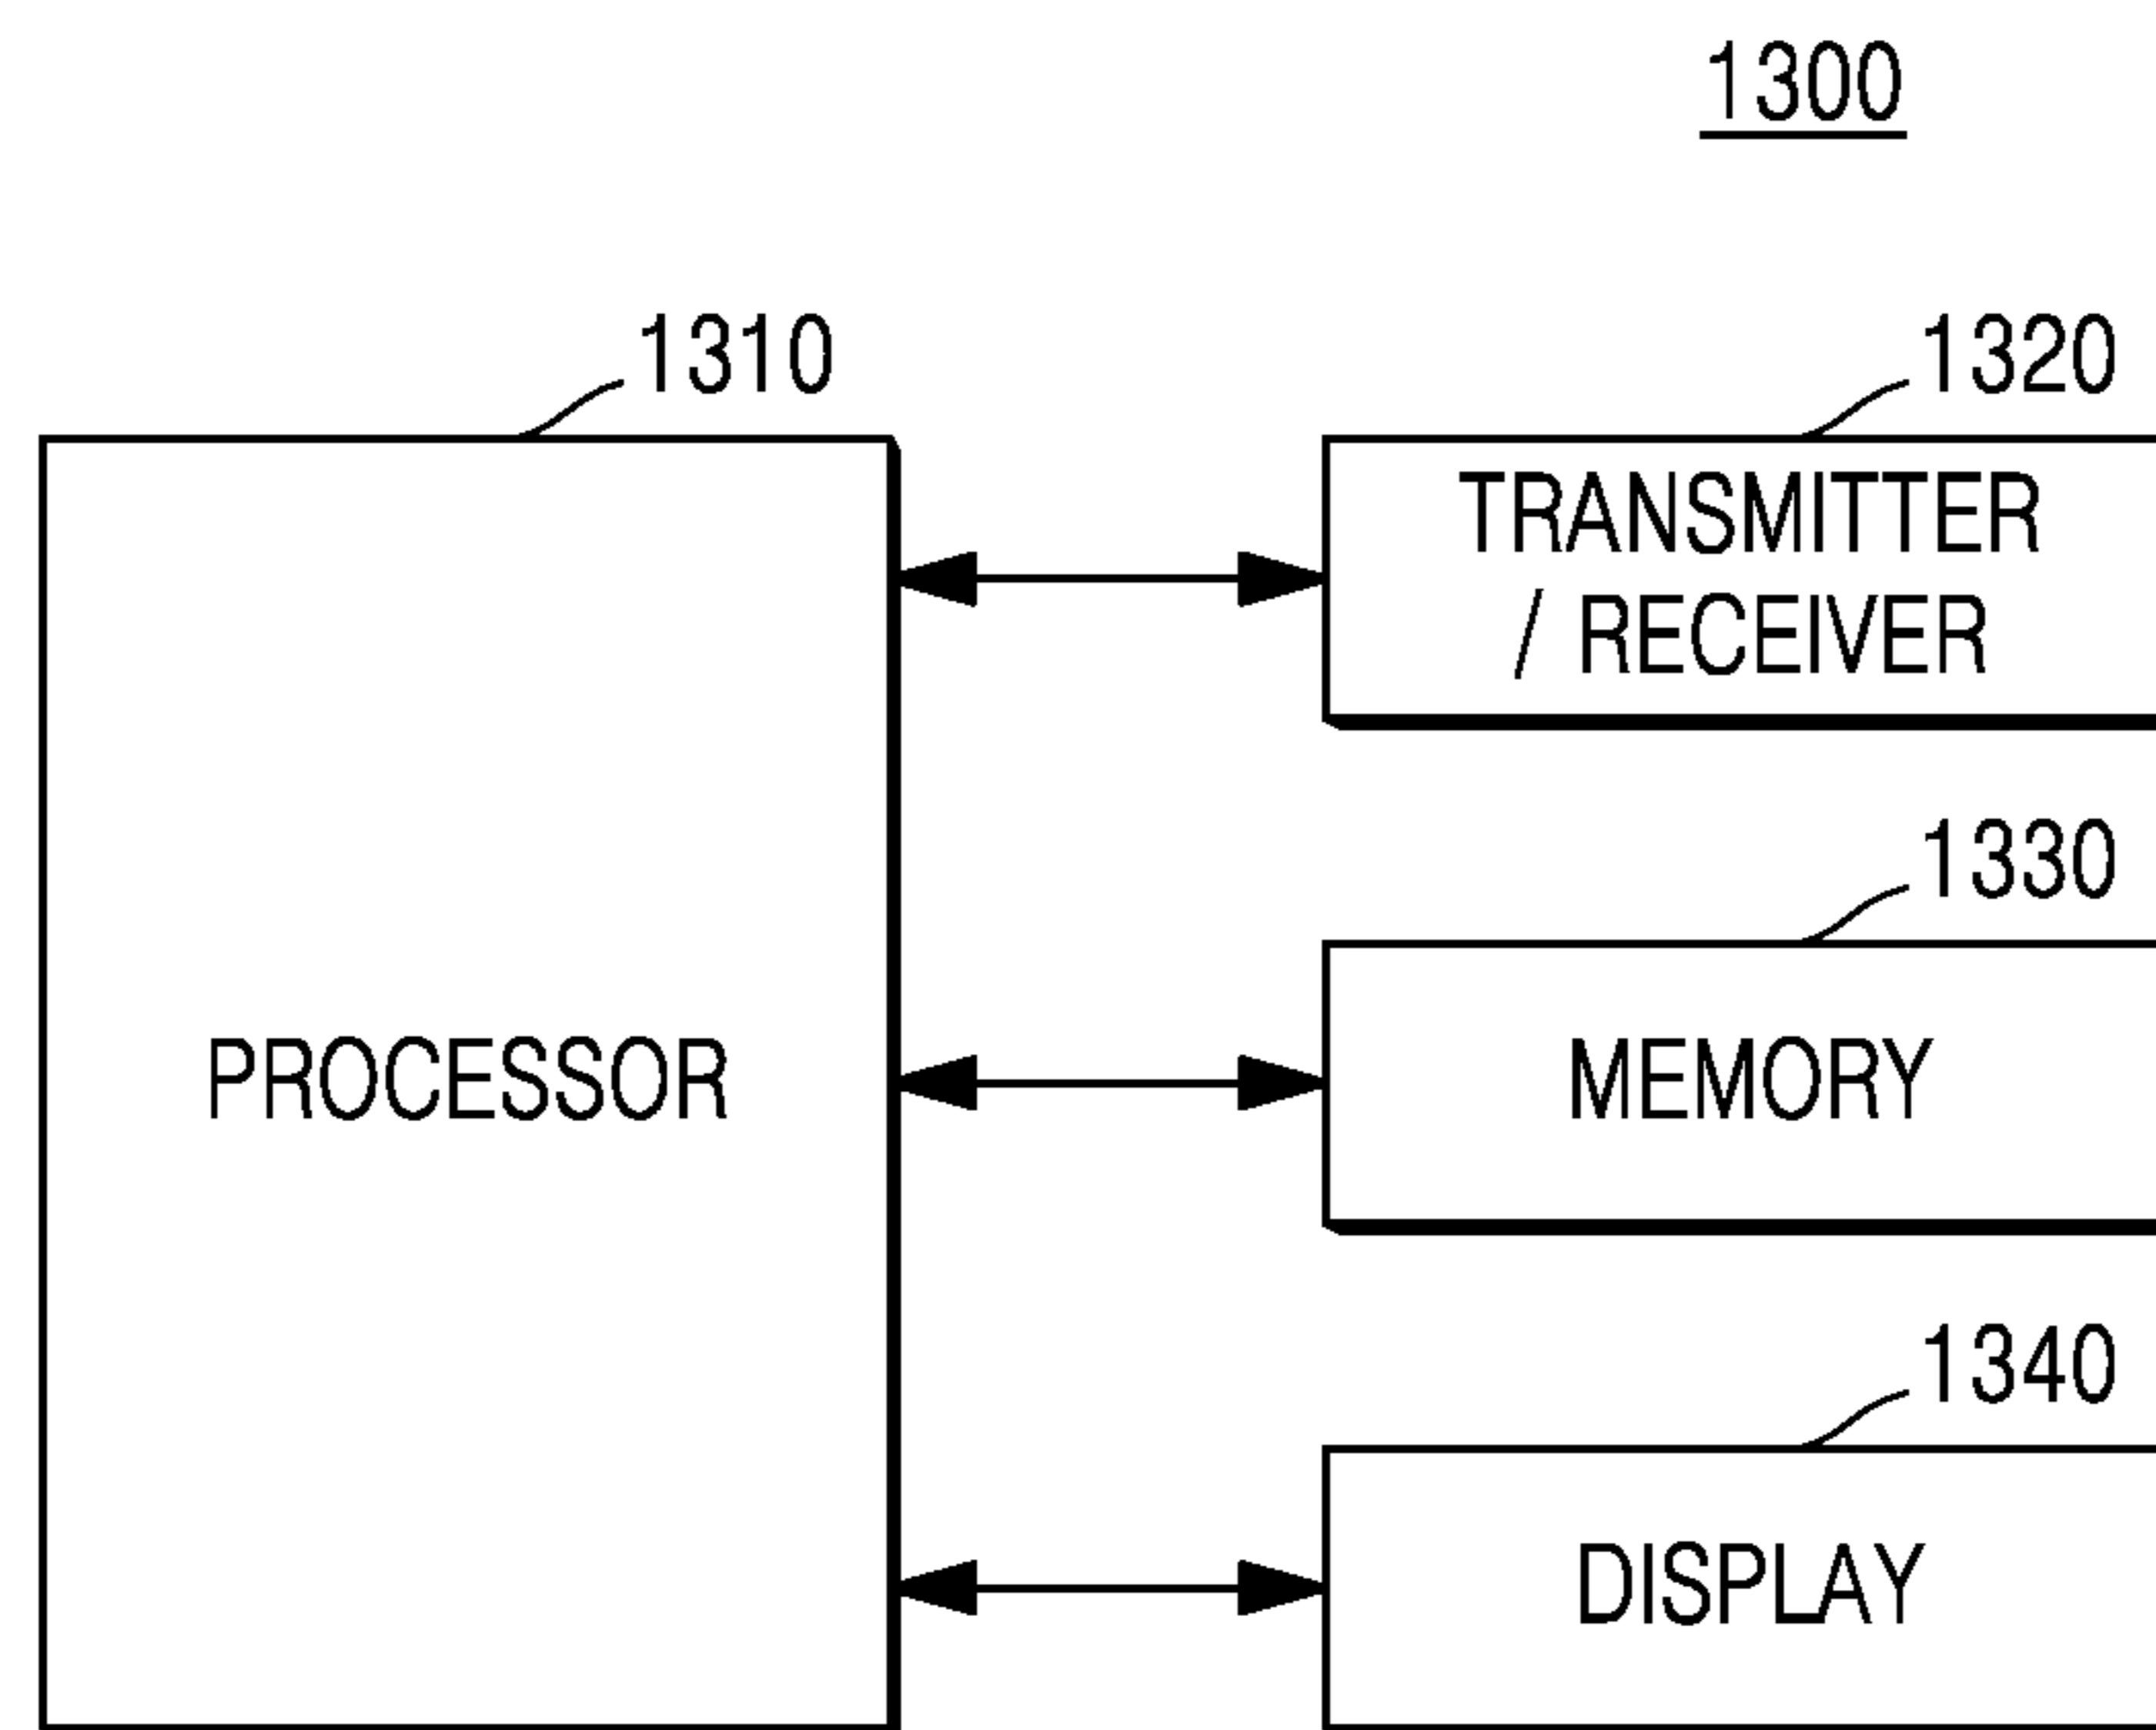 1300
1310
1320
TRANSMITTER
/ RECEIVER
1330
PROCESSOR
MEMORY
1340
DISPLAY